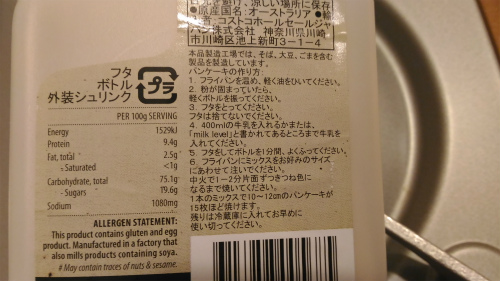 を避け、涼しい場所に保存
●原産国名:オーストラリア ●輸
者:コストコホールセールジャ
パン株式会社 神奈川県川崎
市川崎区池上新町3-1-4
本品製造工場では、そば、大豆、ごまを含む
製品を製造しています。
パンケーキの作り方:
1. フライパンを温め、軽く油をひいてください。
2. 粉が固まっていたら、
軽くボトルを振ってください。
3. フタをとってください。
フタは捨てないでください。
4. 400mlの牛乳を入れるかまたは、
「milk level」と書かれてあるところまで牛乳を
入れてください。
5. フタをしてボトルを1分間、よくふってください。
6. フライパンにミックスをお好みのサイズ
にあわせて注いでください。
中火で1-2分片面ずつきつね色に
なるまで焼いてください。
1本のミックスで10~12cmのパンケーキが
15枚ほど焼けます。
残りは冷蔵庫に入れてお早めに
使い切ってください。
フタ
ボトル
外装シュリンク
プラ
PER 100g SERVING
Energy 1529kJ
Protein 9.4g
Fat, total 2.5g
- Saturated <1g
Carbohydrate, total 75.1g
- Sugars 19.6g
Sodium 1080mg
ALLERGEN STATEMENT:
This product contains gluten and egg
product. Manufactured in a factory that
also mills products containing soya.
# May contain traces of nuts & sesame.